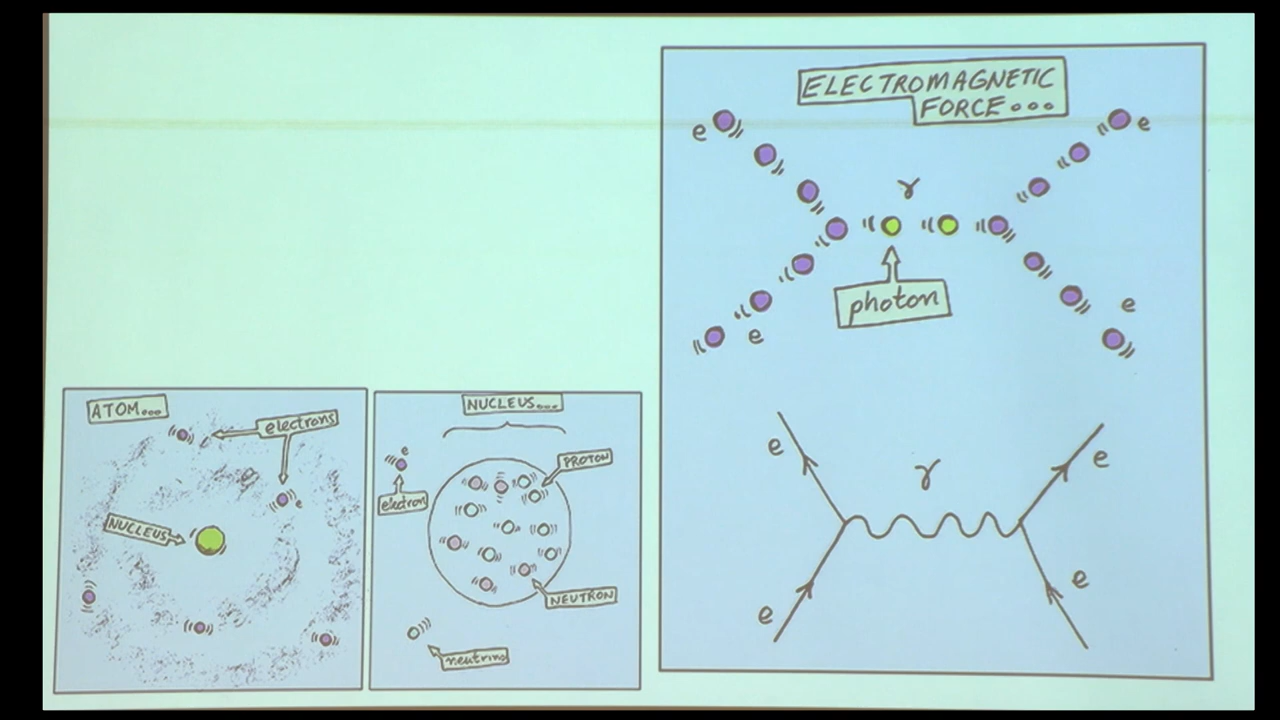 ATOM...
electrons
e
NUCLEUS
NUCLEUS...
e
electron
PROTON
NEUTRON
neutrino
ELECTROMAGNETIC
FORCE...
e
e
γ
photon
e
e
e
γ
e
e
e